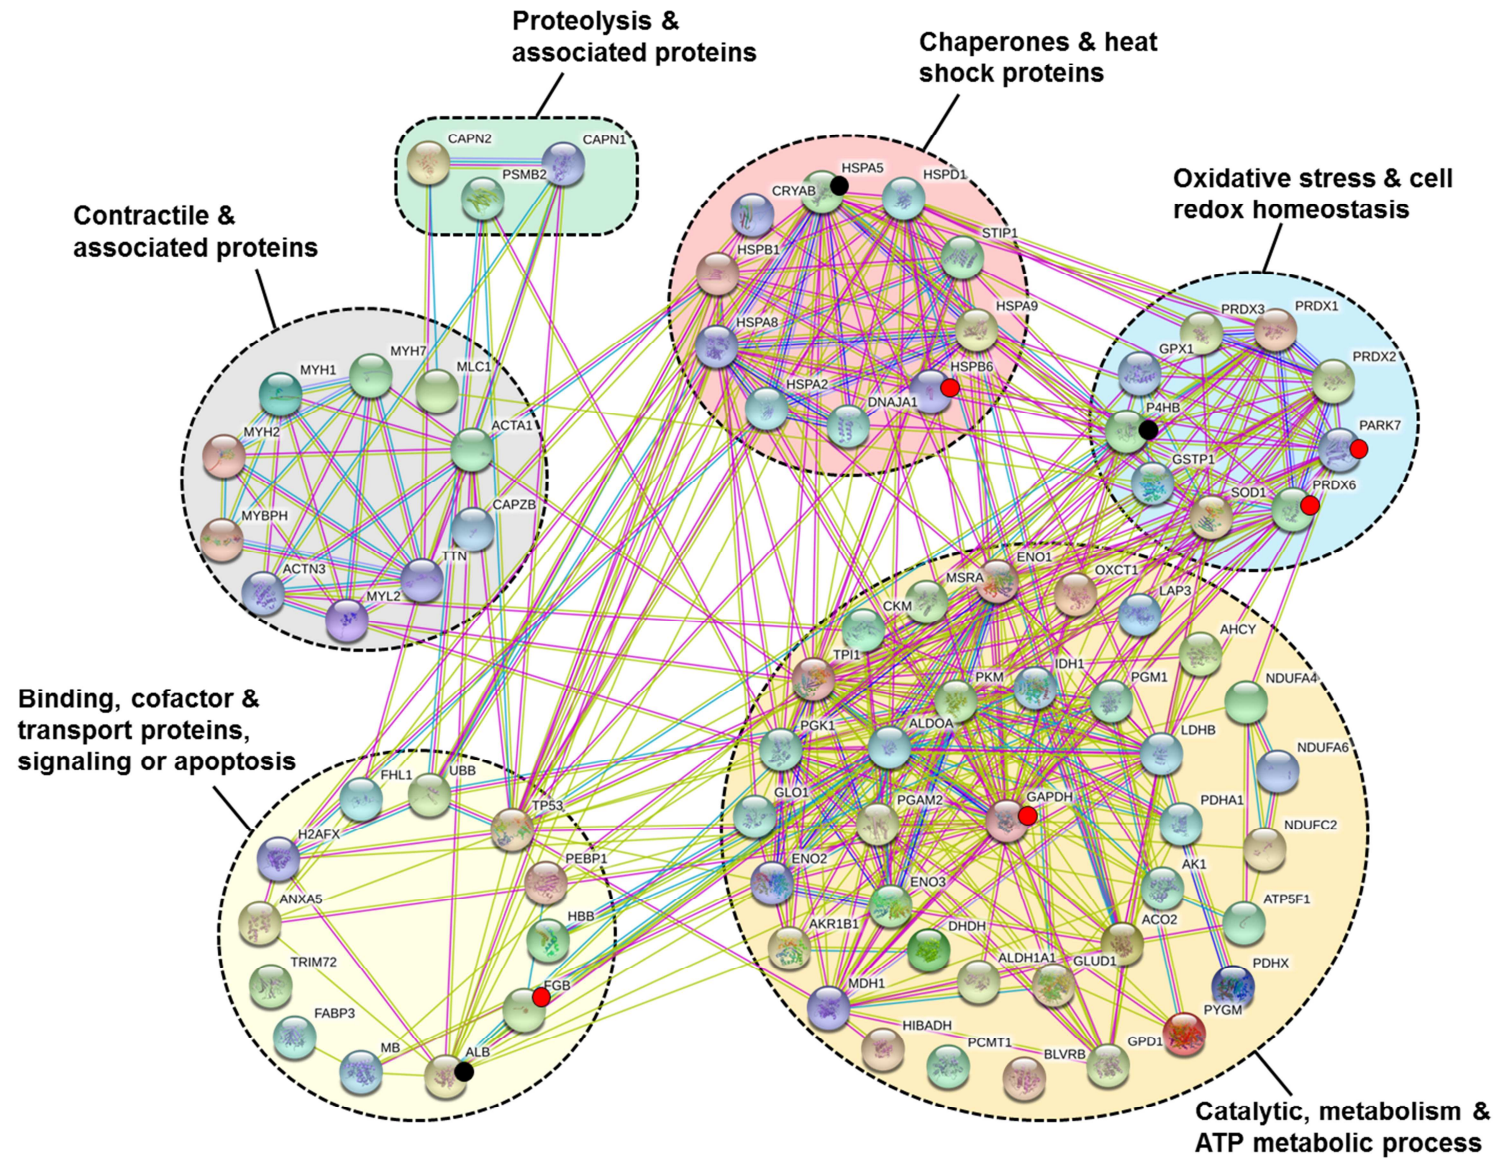 Proteolysis &
associated proteins
Chaperones & heat
shock proteins
Oxidative stress & cell
redox homeostasis
Contractile &
associated proteins
Binding, cofactor &
transport proteins,
signaling or apoptosis
Catalytic, metabolism &
ATP metabolic process
CAPN2
CAPN1
PSMB2
HSPA5
HSPD1
CRYAB
STIP1
HSPB1
HSPA9
HSPA8
HSPB6
HSPA2
DNAJA1
PRDX3
PRDX1
GPX1
PRDX2
P4HB
PARK7
GSTP1
PRDX6
SOD1
MYH7
MYH1
MLC1
MYH2
ACTA1
CAPZB
MYBPH
TTN
ACTN3
MYL2
FHL1
UBB
TP53
H2AFX
PEBP1
ANXA5
HBB
TRIM72
FGB
FABP3
MB
ALB
ENO1
MSRA
OXCT1
CKM
LAP3
AHCY
TPI1
IDH1
PKM
PGM1
NDUFA4
PGK1
ALDOA
LDHB
NDUFA6
GLO1
PGAM2
GAPDH
PDHA1
NDUFC2
ENO2
AK1
ENO3
ATP5F1
AKR1B1
DHDH
ACO2
ALDH1A1
GLUD1
PDHX
MDH1
PYGM
HIBADH
PCMT1
BLVRB
GPD1